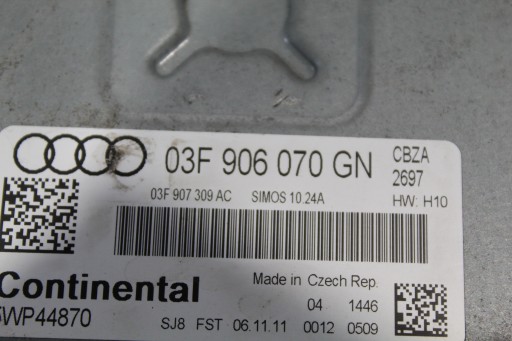 03F 906 070 GN CBZA
2697
03F 907 309 AC SIMOS 10.24A HW: H10
Continental Made in Czech Rep.
04 1446
5WP44870 SJ8 FST 06.11.11 0012 0509